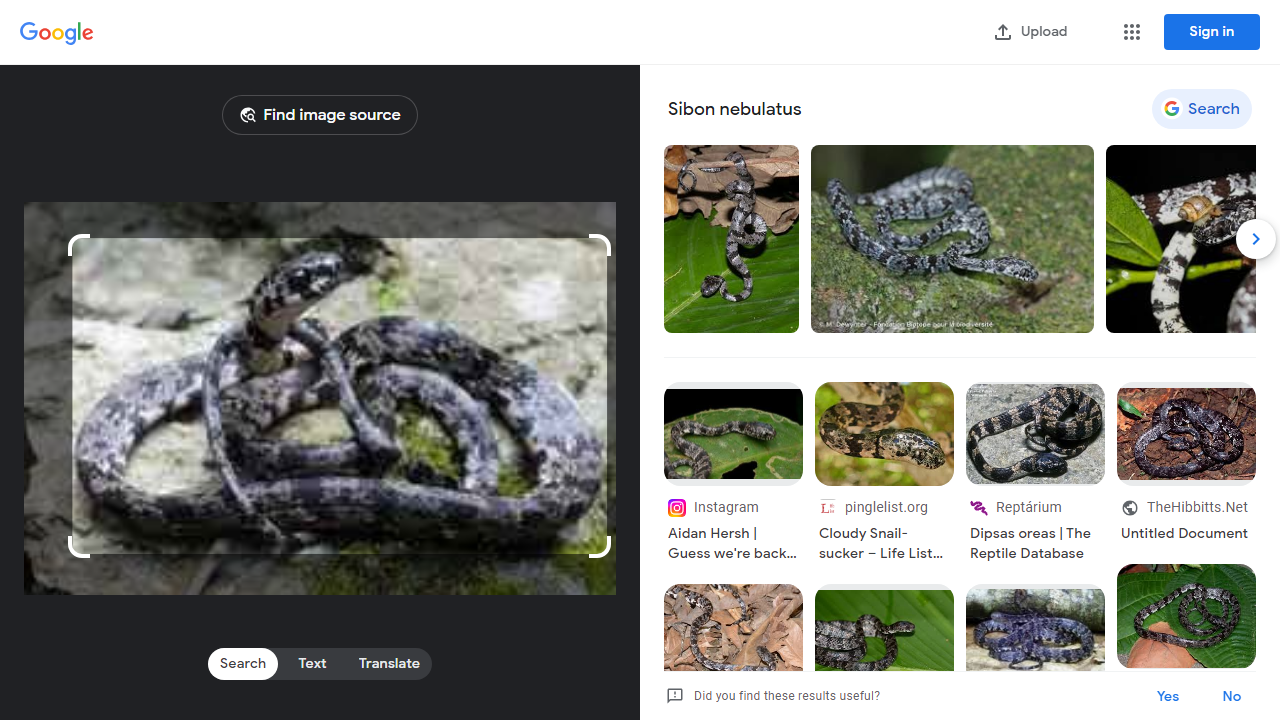 Google
Upload
Sign in
Find image source
Sibon nebulatus
Search
© M. Dewynter - Fondation Biotope pour la biodiversité
Instagram
Aidan Hersh |
Guess we're back...
pinglelist.org
Cloudy Snail-
sucker – Life List...
Reptárium
Dipsas oreas | The
Reptile Database
TheHibbitts.Net
Untitled Document
Search
Text
Translate
Did you find these results useful?
Yes
No